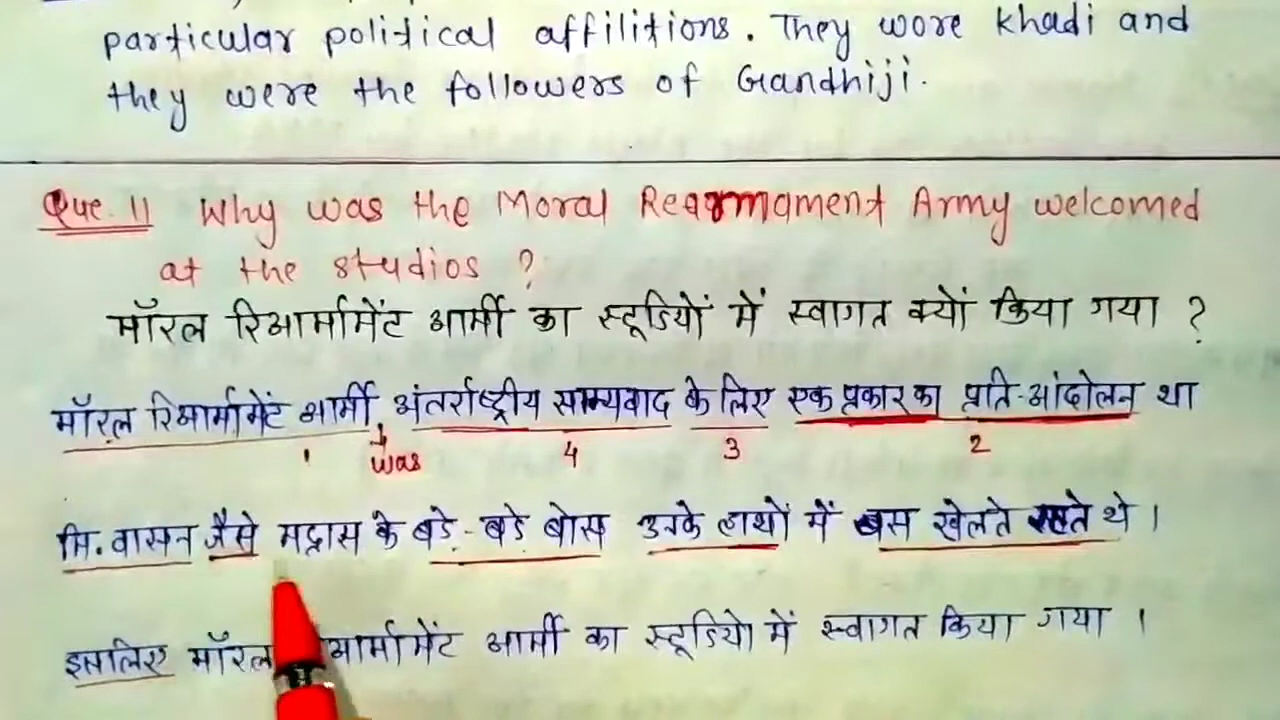 particular political affilitions. They wore khadi and
they were the followers of Gandhiji.
Que. 11 Why was the Moral Rearmament Army welcomed
at the studios ?
मॉरल रिआर्मामेंट आर्मी का स्टूडियों में स्वागत क्यों किया गया ?
मॉरल रिआर्मामेंट आर्मी अंतर्राष्ट्रीय साम्यवाद के लिए एक प्रकार का प्रति-आंदोलन था
1 was 4 3 2
मि. वासन जैसे मद्रास के बड़े-बड़े बोस उनके हाथों में बस खेलते रहते थे ।
इसलिए मॉरल आर्मामेंट आर्मी का स्टूडियो में स्वागत किया गया ।